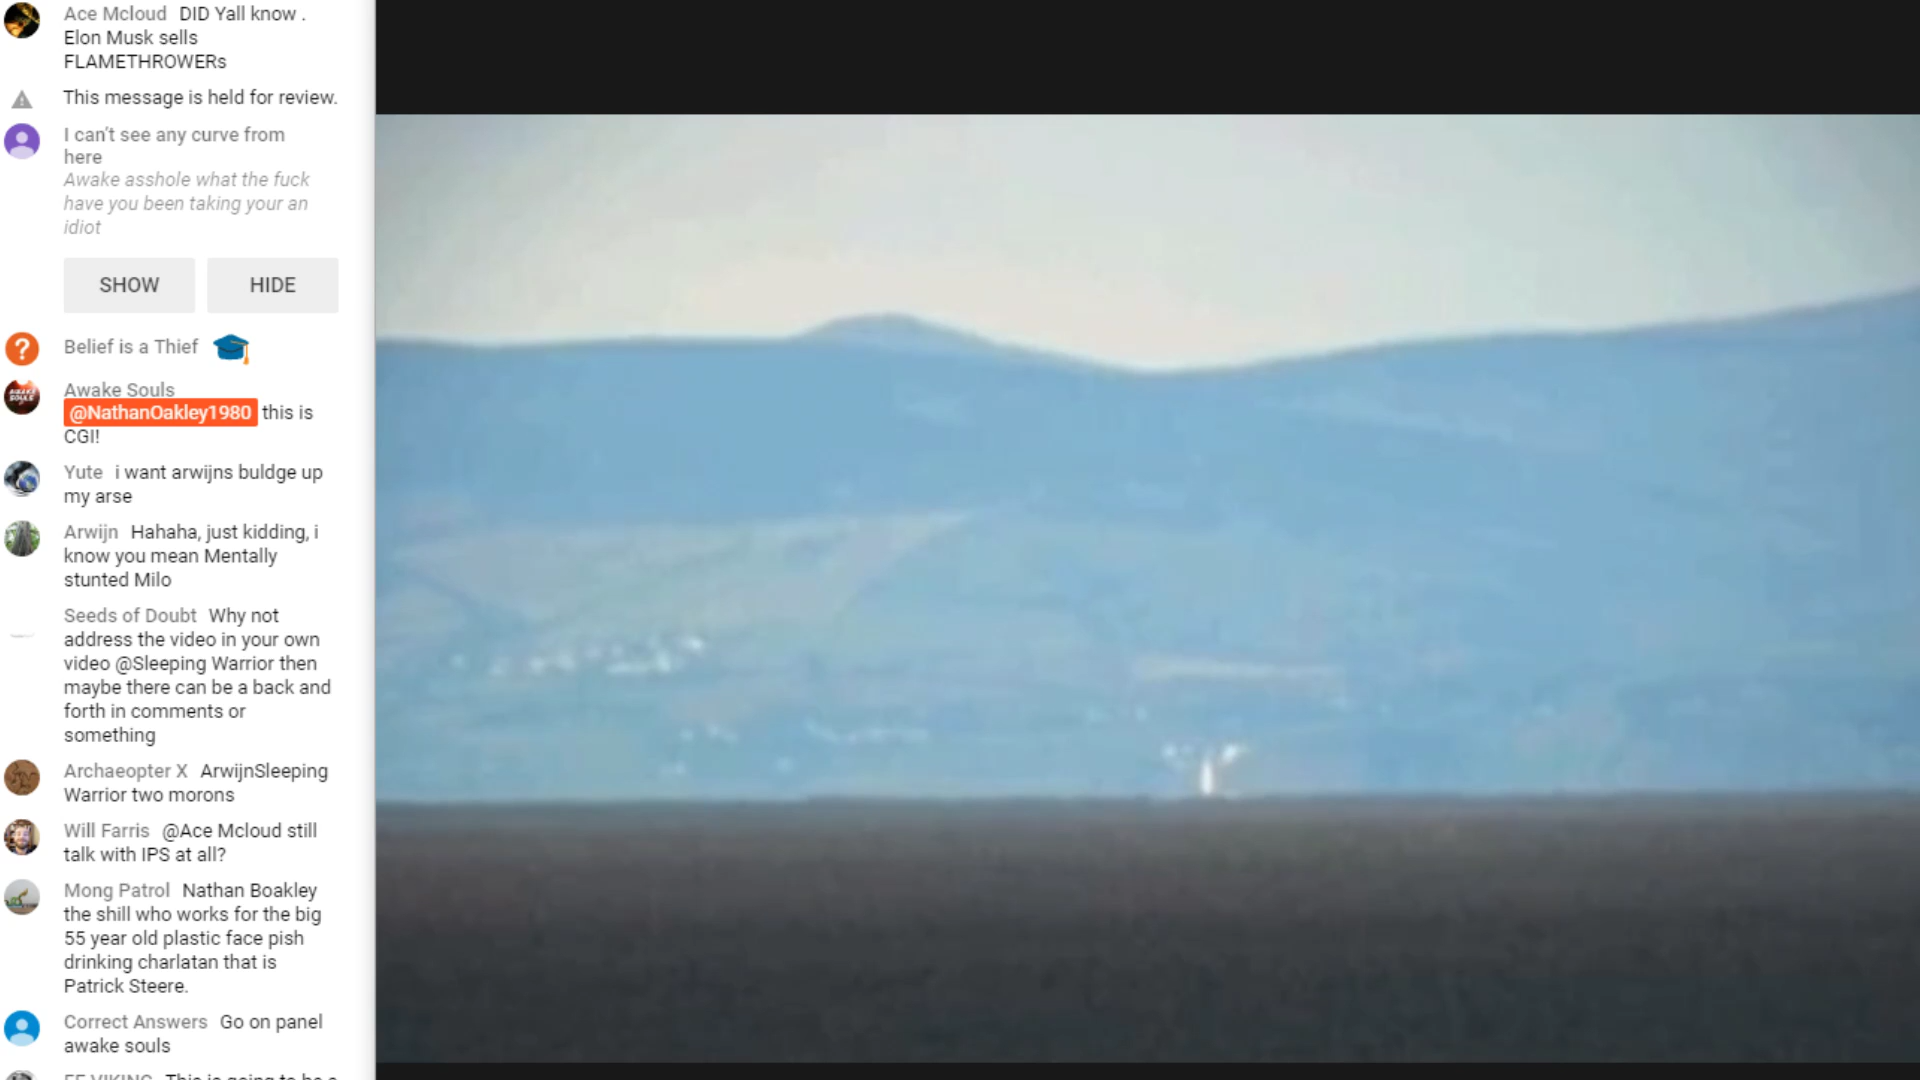 Ace Mcloud DID Yall know .
Elon Musk sells
FLAMETHROWERs
This message is held for review.
I can't see any curve from
here
Awake asshole what the fuck
have you been taking your an
idiot
SHOW HIDE
Belief is a Thief
Awake Souls
@NathanOakley1980 this is
CGI!
Yute i want arwijns buldge up
my arse
Arwijn Hahaha, just kidding, i
know you mean Mentally
stunted Milo
Seeds of Doubt Why not
address the video in your own
video @Sleeping Warrior then
maybe there can be a back and
forth in comments or
something
Archaeopter X ArwijnSleeping
Warrior two morons
Will Farris @Ace Mcloud still
talk with IPS at all?
Mong Patrol Nathan Boakley
the shill who works for the big
55 year old plastic face pish
drinking charlatan that is
Patrick Steere.
Correct Answers Go on panel
awake souls
VIKING This is going to be a